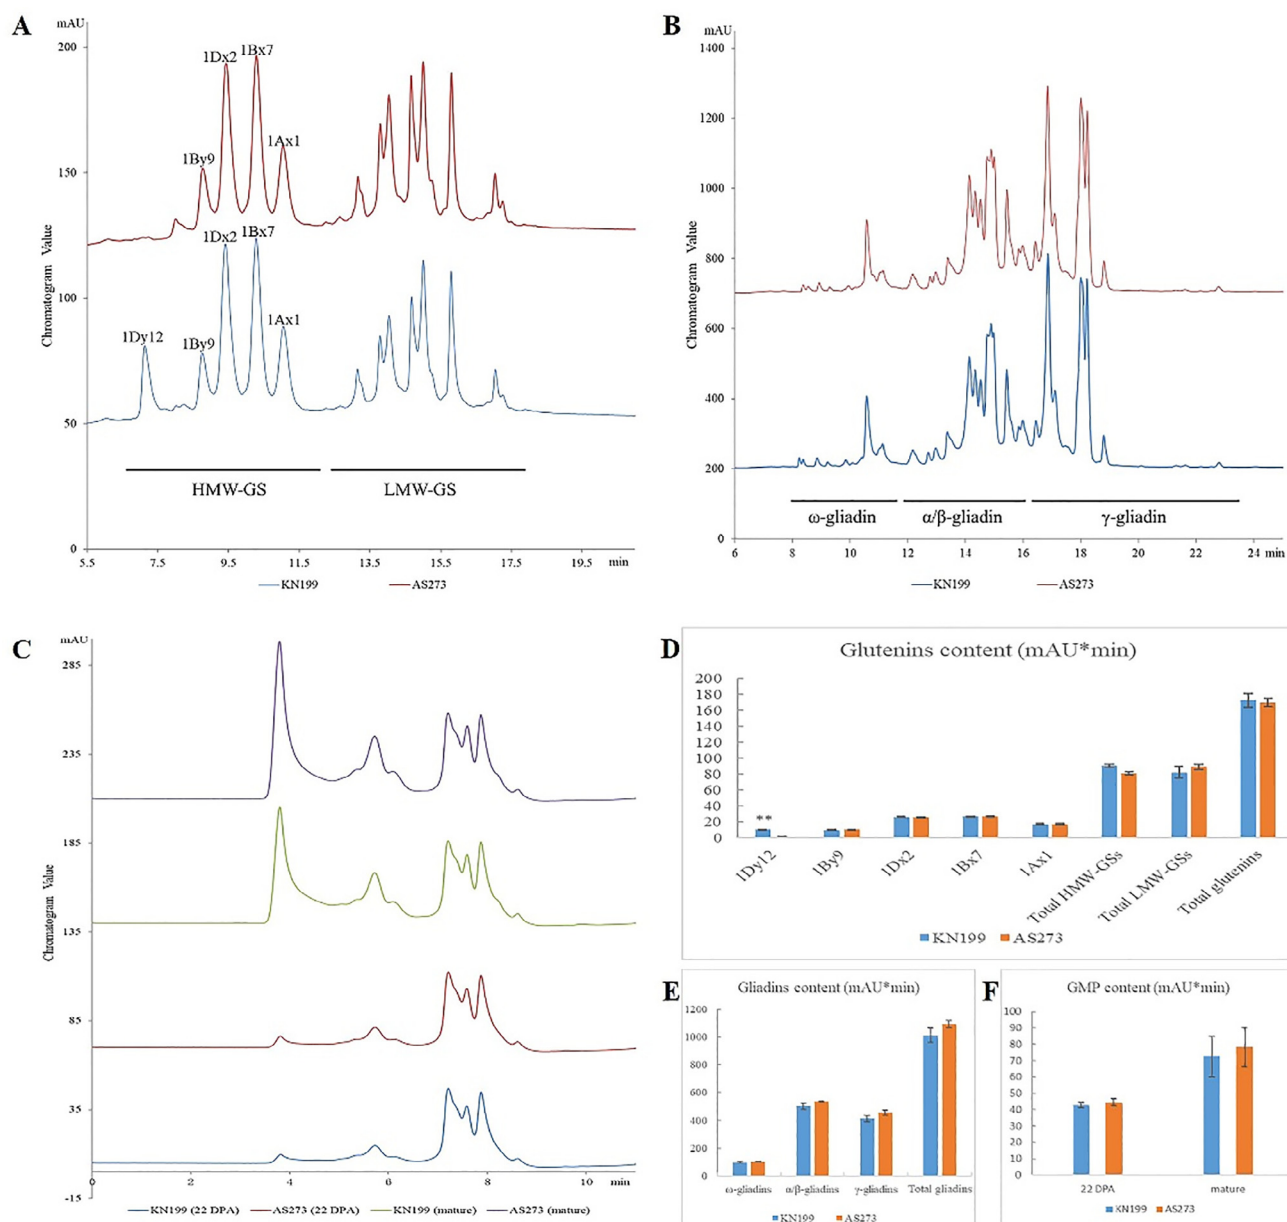 A
mAU
200
150
100
50
0
Chromatogram Value
1By9
1Dx2
1Bx7
1Ax1
1Dy12
1By9
1Dx2
1Bx7
1Ax1
HMW-GS
LMW-GS
5.5 7.5 9.5 11.5 13.5 15.5 17.5 19.5 min
KN199 AS273
B
mAU
1400
1200
1000
800
600
400
200
0
Chromatogram Value
ω-gliadin α/β-gliadin γ-gliadin
6 8 10 12 14 16 18 20 22 24 min
KN199 AS273
C
mAU
285
235
185
135
85
35
-15
Chromatogram Value
0 2 4 6 8 10 min
KN199 (22 DPA) AS273 (22 DPA) KN199 (mature) AS273 (mature)
D
Glutenins content (mAU*min)
200
180
160
140
120
100
80
60
40
20
0
**
1Dy12 1By9 1Dx2 1Bx7 1Ax1 Total HMW-GSs Total LMW-GSs Total glutenins
KN199 AS273
E
Gliadins content (mAU*min)
1200
1000
800
600
400
200
0
ω-gliadins α/β-gliadins γ-gliadins Total gliadins
KN199 AS273
F
GMP content (mAU*min)
100
90
80
70
60
50
40
30
20
10
0
22 DPA mature
KN199 AS273